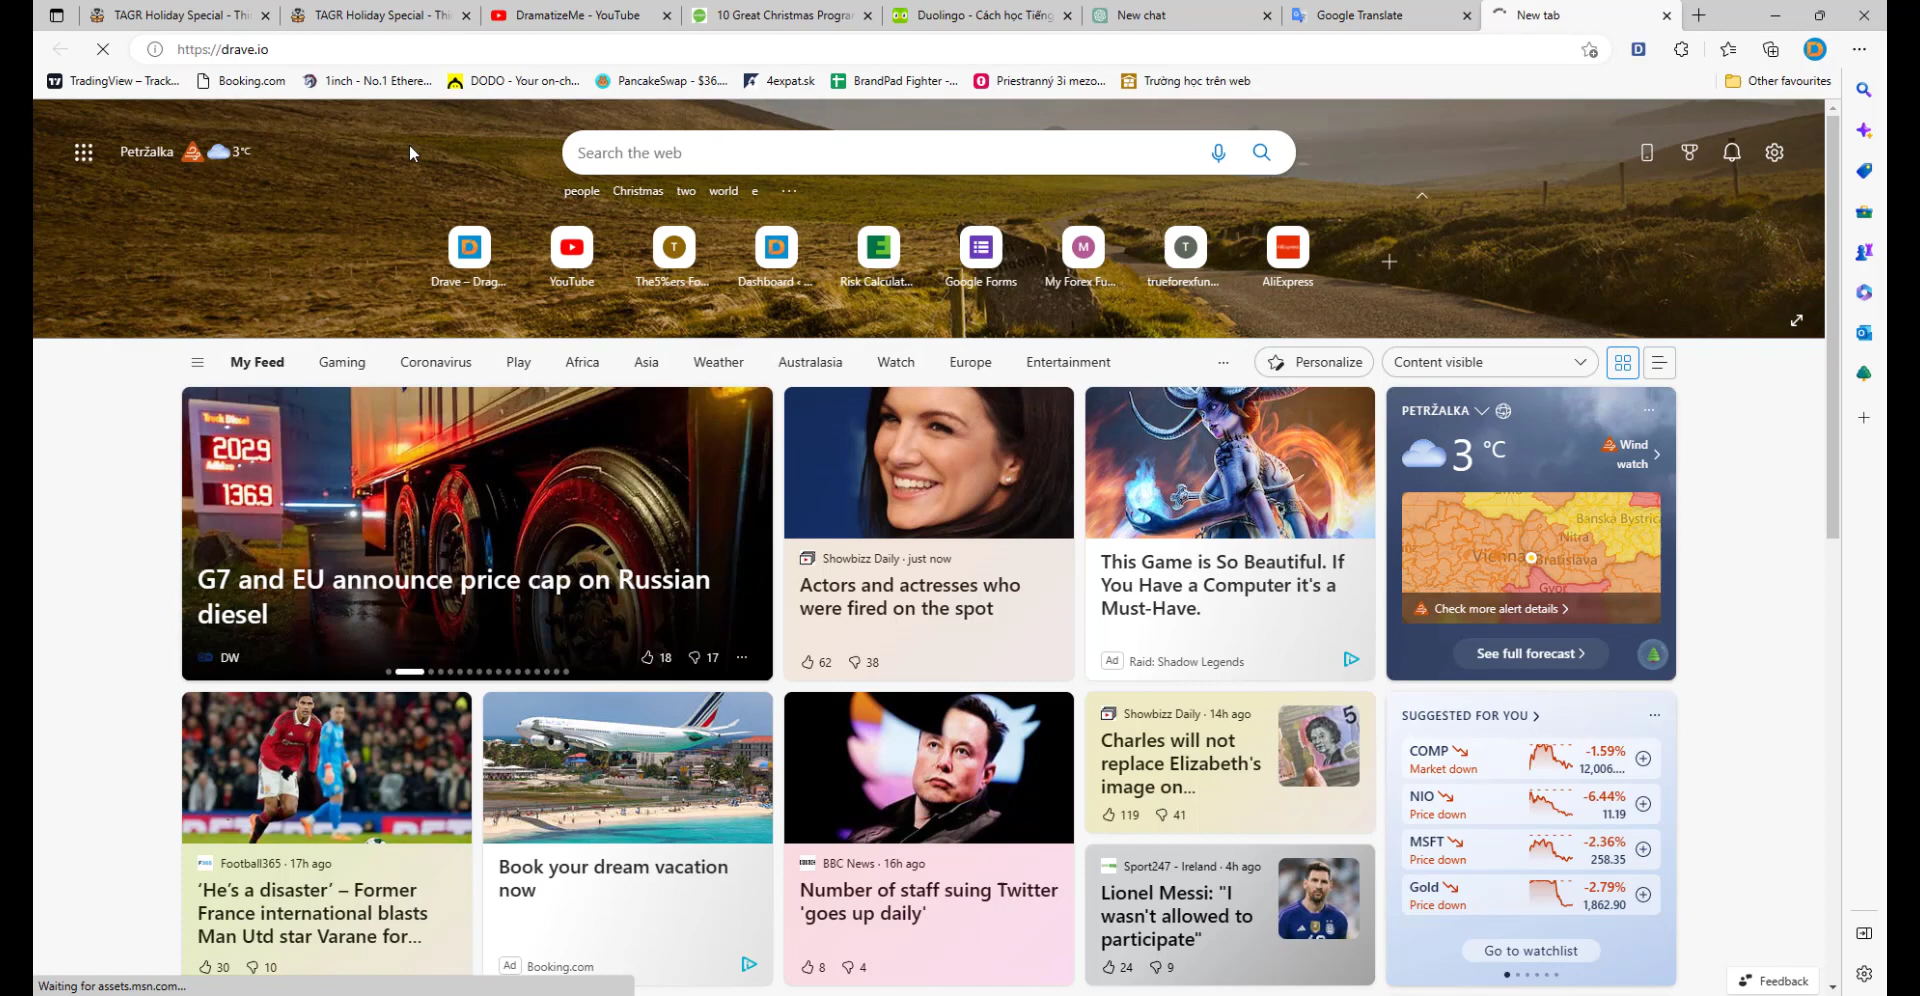 TAGR Holiday Special - Thi
TAGR Holiday Special - Thi
DramatizeMe - YouTube
10 Great Christmas Progra
Duolingo - Cách học Tiếng
New chat
Google Translate
New tab
https://drave.io
TradingView – Track...
Booking.com
1inch - No.1 Ethere...
DODO - Your on-ch...
PancakeSwap - $36....
4expat.sk
BrandPad Fighter -...
Priestranný 3i mezo...
Trường học trên web
Other favourites
Petržalka
3°C
Search the web
people
Christmas
two
world
e
...
Drave – Drag...
YouTube
The5%ers Fo...
Dashboard ‹ ...
Risk Calculat...
Google Forms
My Forex Fu...
trueforexfun...
AliExpress
My Feed
Gaming
Coronavirus
Play
Africa
Asia
Weather
Australasia
Watch
Europe
Entertainment
...
Personalize
Content visible
202.9
136.9
G7 and EU announce price cap on Russian
diesel
DW
18
17
Showbizz Daily · just now
Actors and actresses who
were fired on the spot
62
38
This Game is So Beautiful. If
You Have a Computer it's a
Must-Have.
Ad
Raid: Shadow Legends
PETRŽALKA
3 °C
Wind
watch
Banska Bystrica
Nitra
Vienna
Bratislava
Gyor
Check more alert details
See full forecast
Football365 · 17h ago
‘He’s a disaster’ – Former
France international blasts
Man Utd star Varane for...
30
10
Book your dream vacation
now
Ad
Booking.com
BBC News · 16h ago
Number of staff suing Twitter
'goes up daily'
8
4
Showbizz Daily · 14h ago
Charles will not
replace Elizabeth's
image on...
119
41
5
Sport247 - Ireland · 4h ago
Lionel Messi: "I
wasn't allowed to
participate"
24
9
SUGGESTED FOR YOU
COMP
Market down
-1.59%
12,006....
NIO
Price down
-6.44%
11.19
MSFT
Price down
-2.36%
258.35
Gold
Price down
-2.79%
1,862.90
Go to watchlist
Feedback
Waiting for assets.msn.com...